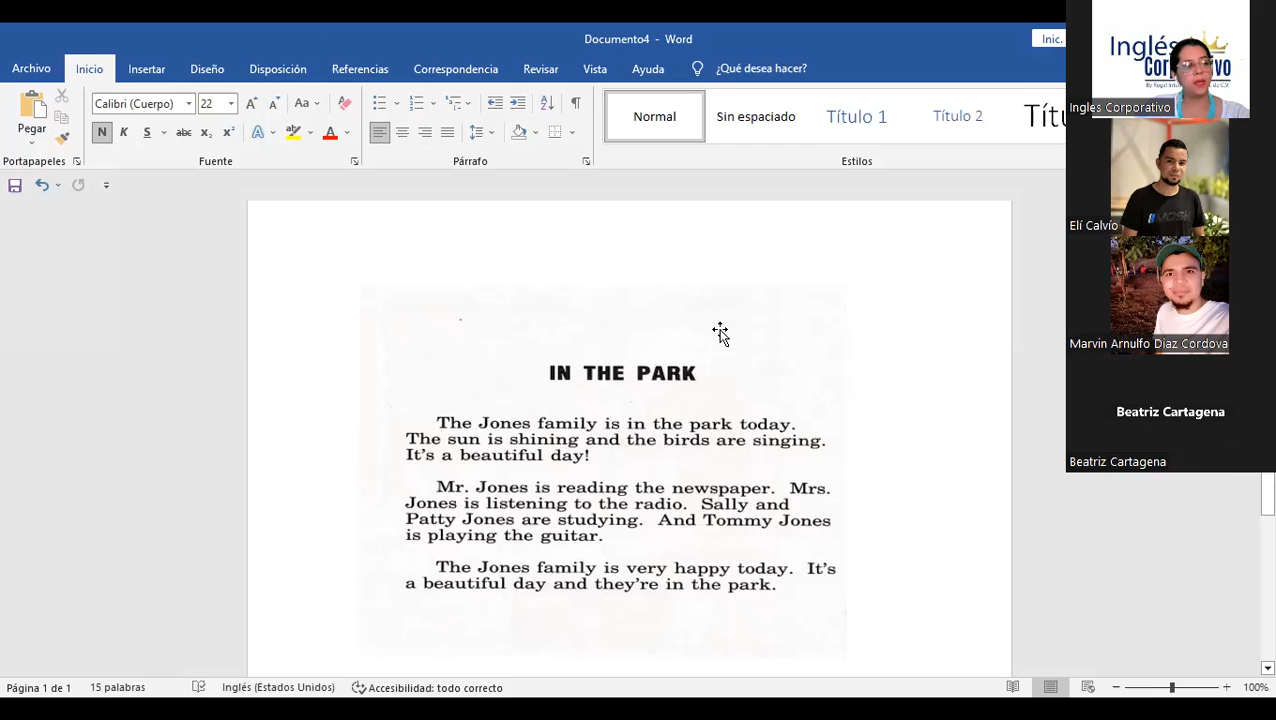 Documento4 - Word
Inic.
Archivo Inicio Insertar Diseño Disposición Referencias Correspondencia Revisar Vista Ayuda ¿Qué desea hacer?
Pegar
Calibri (Cuerpo) 22
N K S abc x₂ x²
Normal
Sin espaciado
Título 1
Título 2
Títu
Portapapeles Fuente Párrafo Estilos
IN THE PARK
The Jones family is in the park today.
The sun is shining and the birds are singing.
It's a beautiful day!
Mr. Jones is reading the newspaper. Mrs.
Jones is listening to the radio. Sally and
Patty Jones are studying. And Tommy Jones
is playing the guitar.
The Jones family is very happy today. It's
a beautiful day and they're in the park.
Página 1 de 1 15 palabras Inglés (Estados Unidos) Accesibilidad: todo correcto 100%
Inglés
Corporativo
Ingles Corporativo
Elí Calvío
Marvin Arnulfo Diaz Cordova
Beatriz Cartagena
Beatriz Cartagena